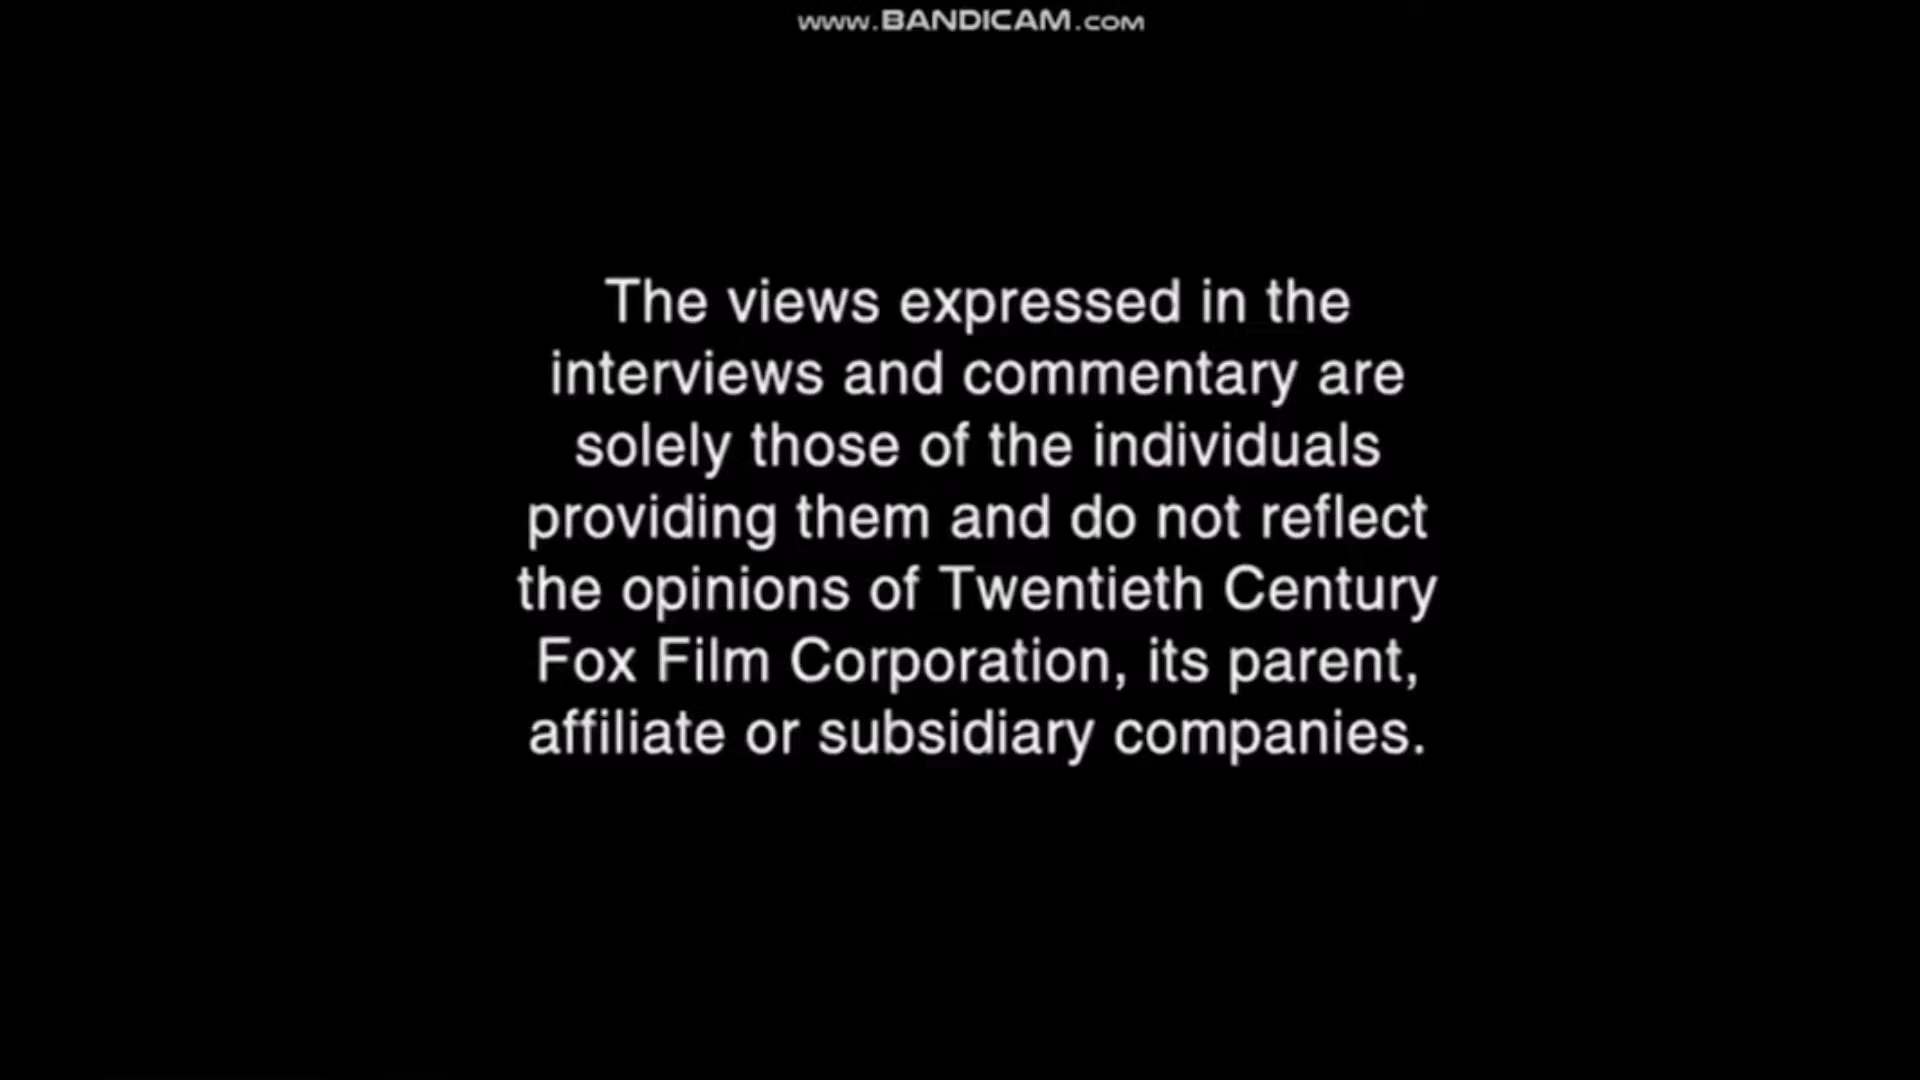 www.BANDICAM.com
The views expressed in the
interviews and commentary are
solely those of the individuals
providing them and do not reflect
the opinions of Twentieth Century
Fox Film Corporation, its parent,
affiliate or subsidiary companies.